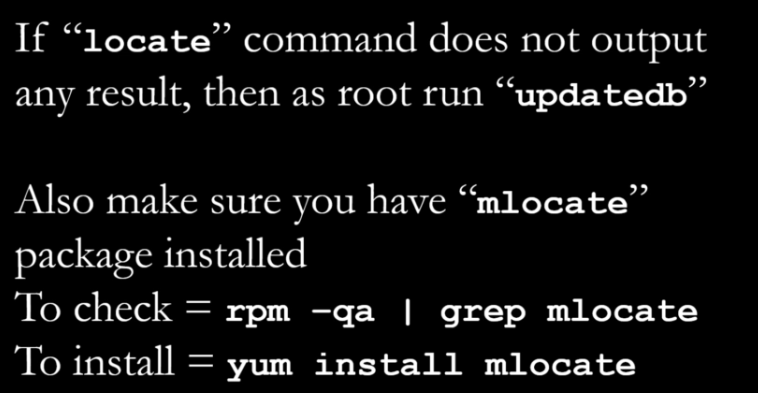 If “locate” command does not output
any result, then as root run “updatedb”
Also make sure you have “mlocate”
package installed
To check = rpm –qa | grep mlocate
To install = yum install mlocate